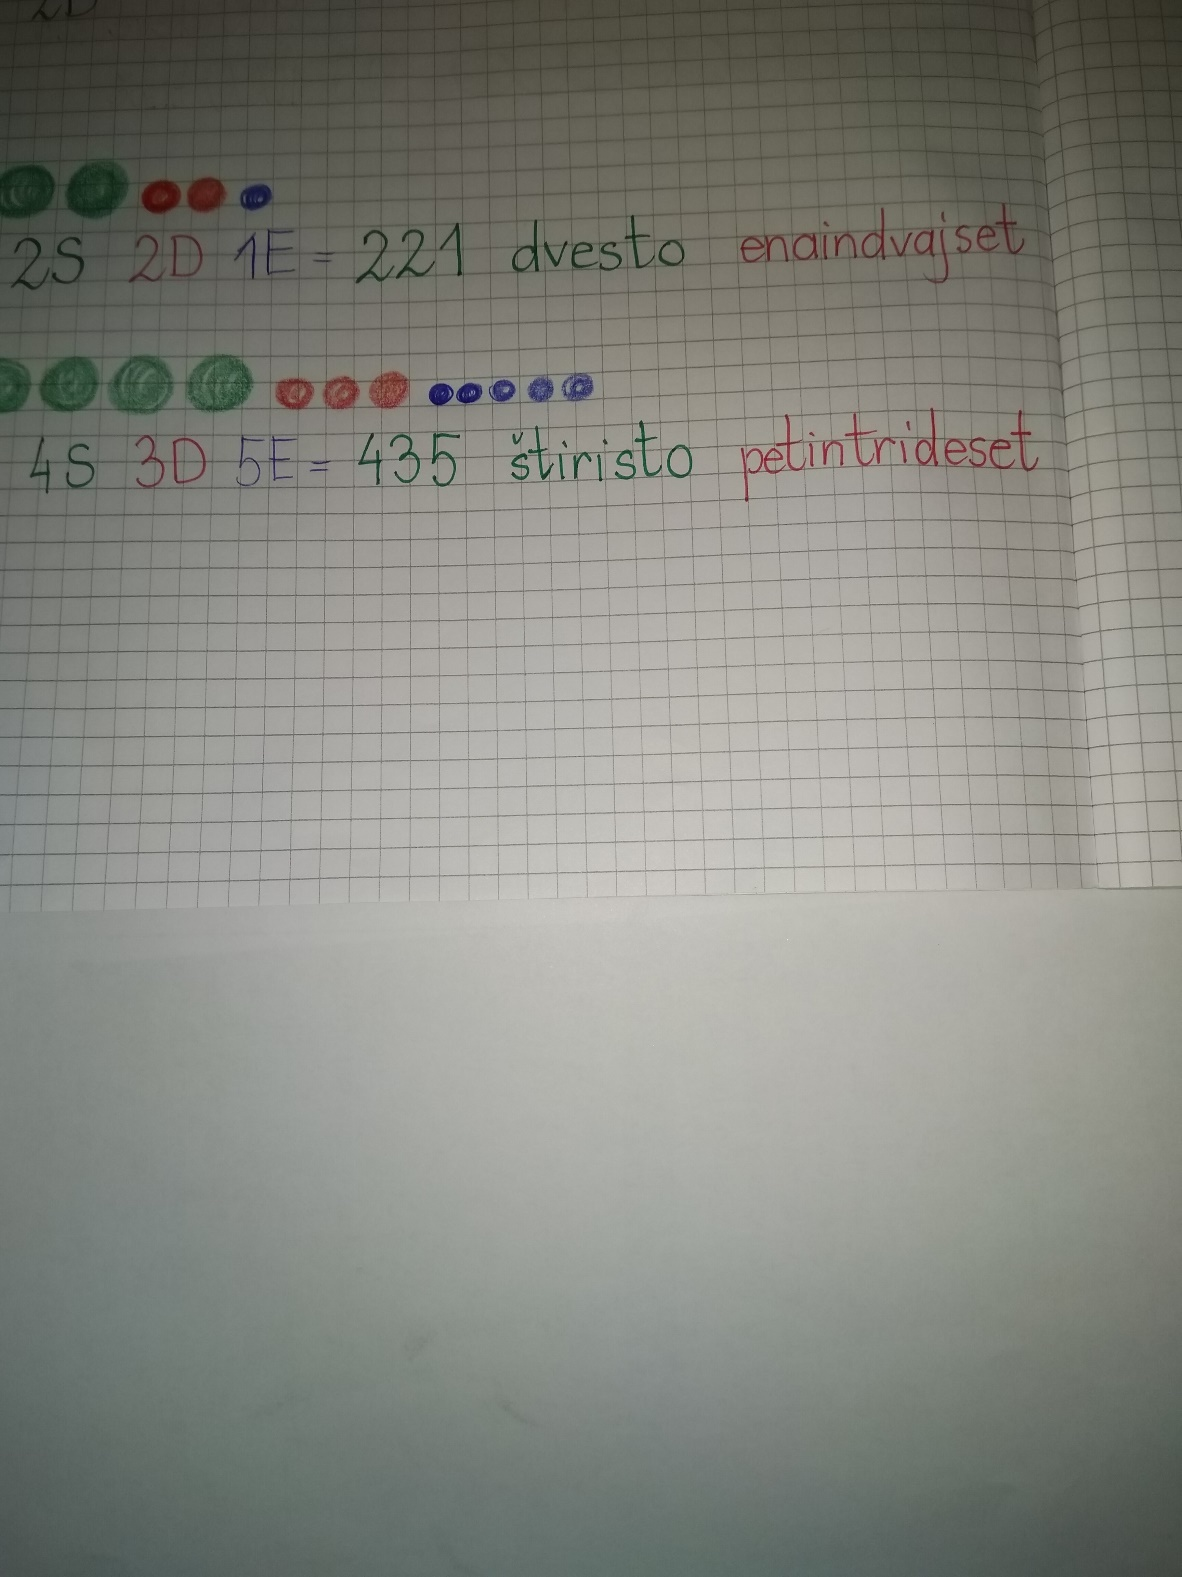 2S 2D 1E = 221 dvesto enaindvajset
4S 3D 5E = 435 štiristo petintrideset